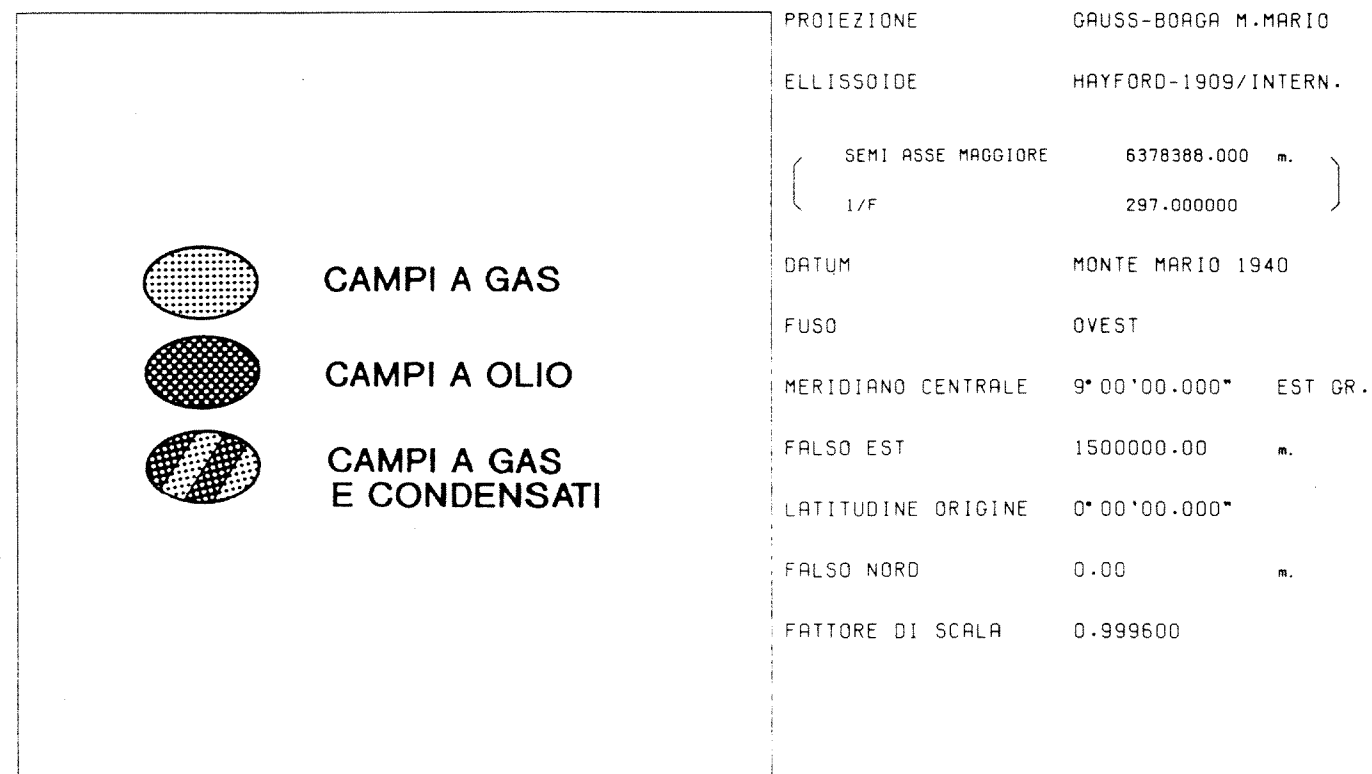 CAMPI A GAS
CAMPI A OLIO
CAMPI A GAS
E CONDENSATI
PROIEZIONE GAUSS-BOAGA M.MARIO
ELLISSOIDE HAYFORD-1909/INTERN.
SEMI ASSE MAGGIORE 6378388.000 m.
1/F 297.000000
DATUM MONTE MARIO 1940
FUSO OVEST
MERIDIANO CENTRALE 9°00'00.000" EST GR.
FALSO EST 1500000.00 m.
LATITUDINE ORIGINE 0°00'00.000"
FALSO NORD 0.00 m.
FATTORE DI SCALA 0.999600